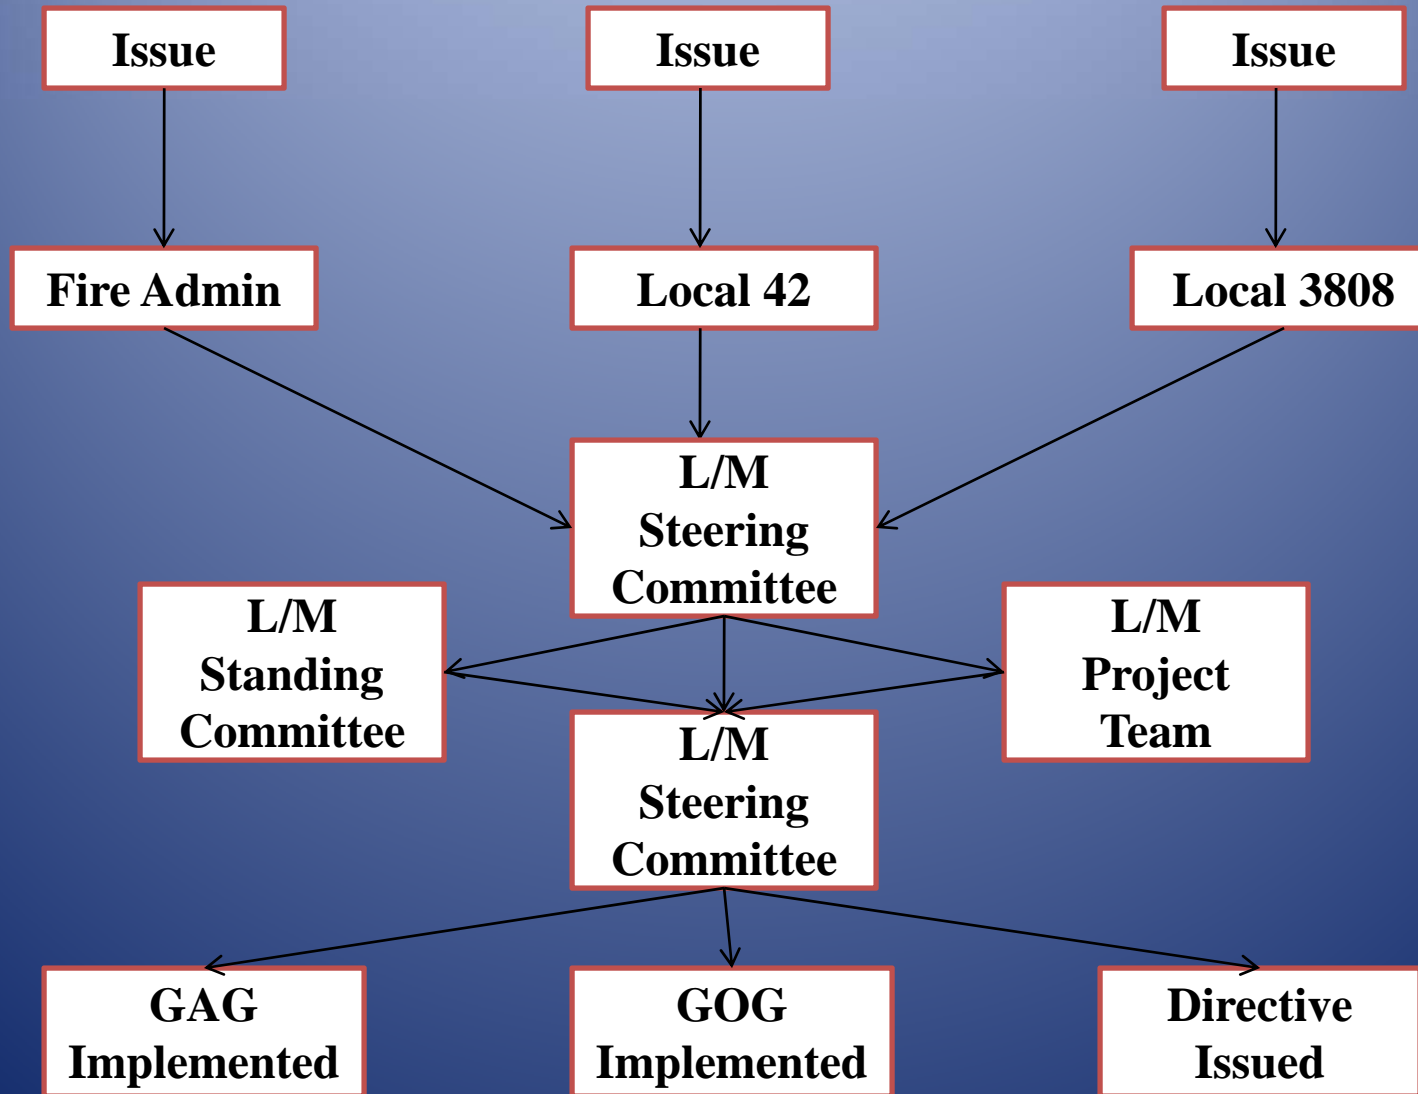 Issue
Issue
Issue
Fire Admin
Local 42
Local 3808
L/M
Steering
Committee
L/M
Standing
Committee
L/M
Project
Team
L/M
Steering
Committee
GAG
Implemented
GOG
Implemented
Directive
Issued